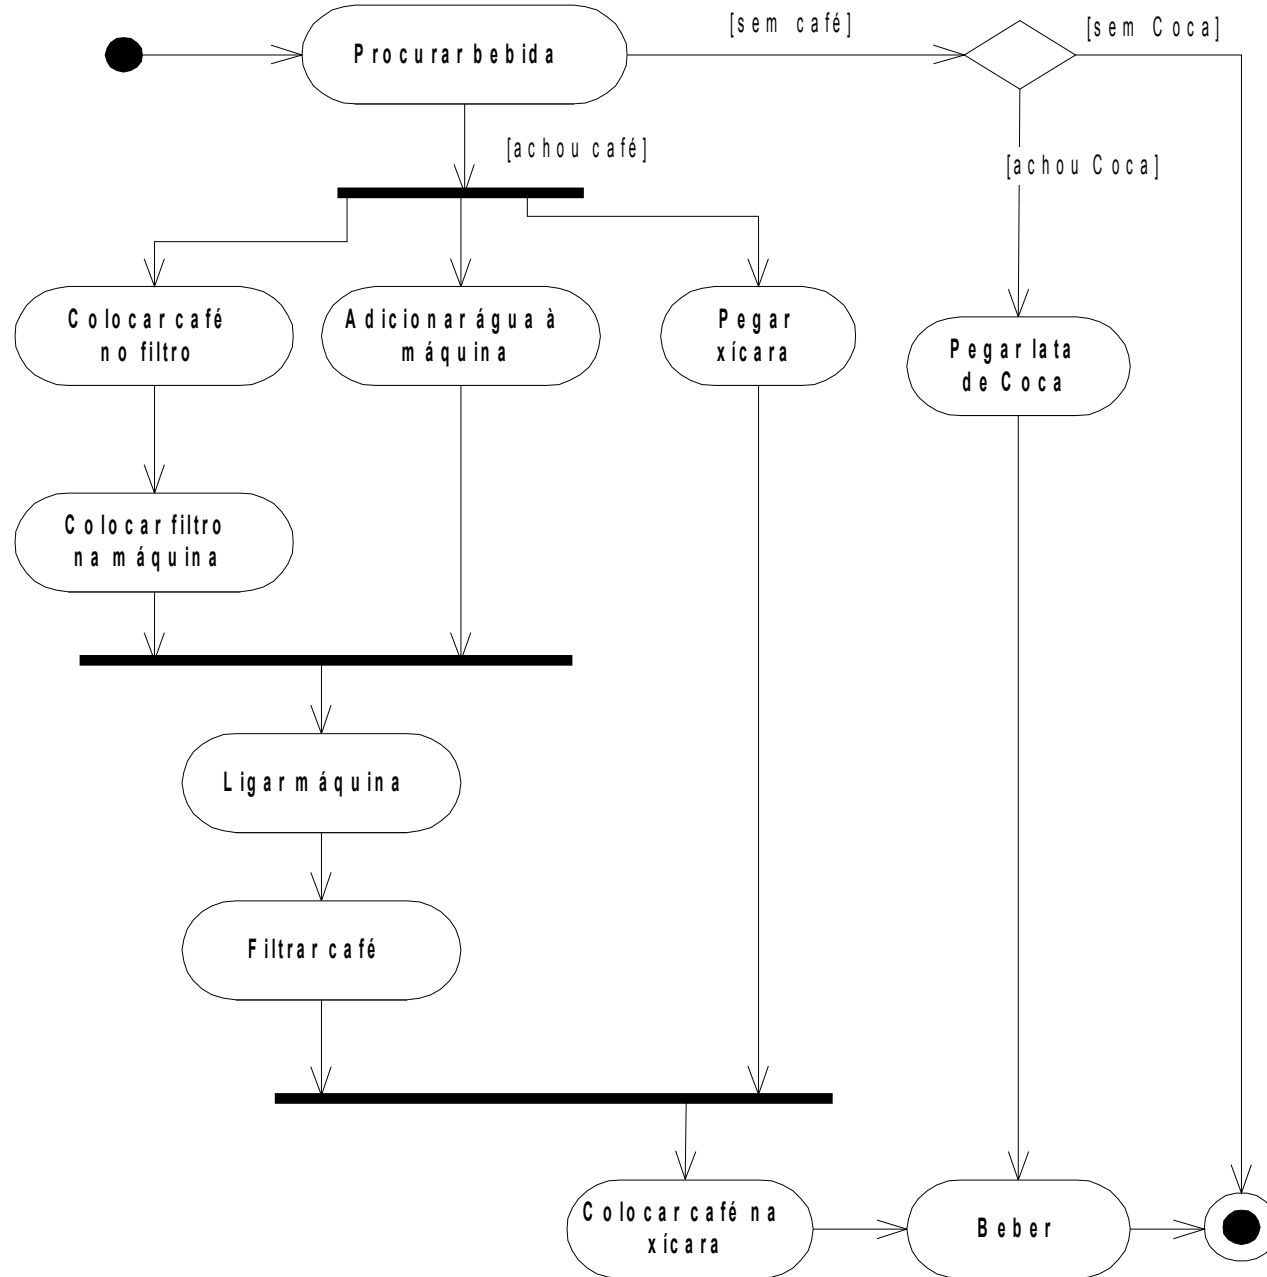 [sem café]
[sem Coca]
Procurar bebida
[achou café]
[achou Coca]
Colocar café
no filtro
Adicionar água à
máquina
Pegar
xícara
Pegar lata
de Coca
Colocar filtro
na máquina
Ligar máquina
Filtrar café
Colocar café na
xícara
Beber